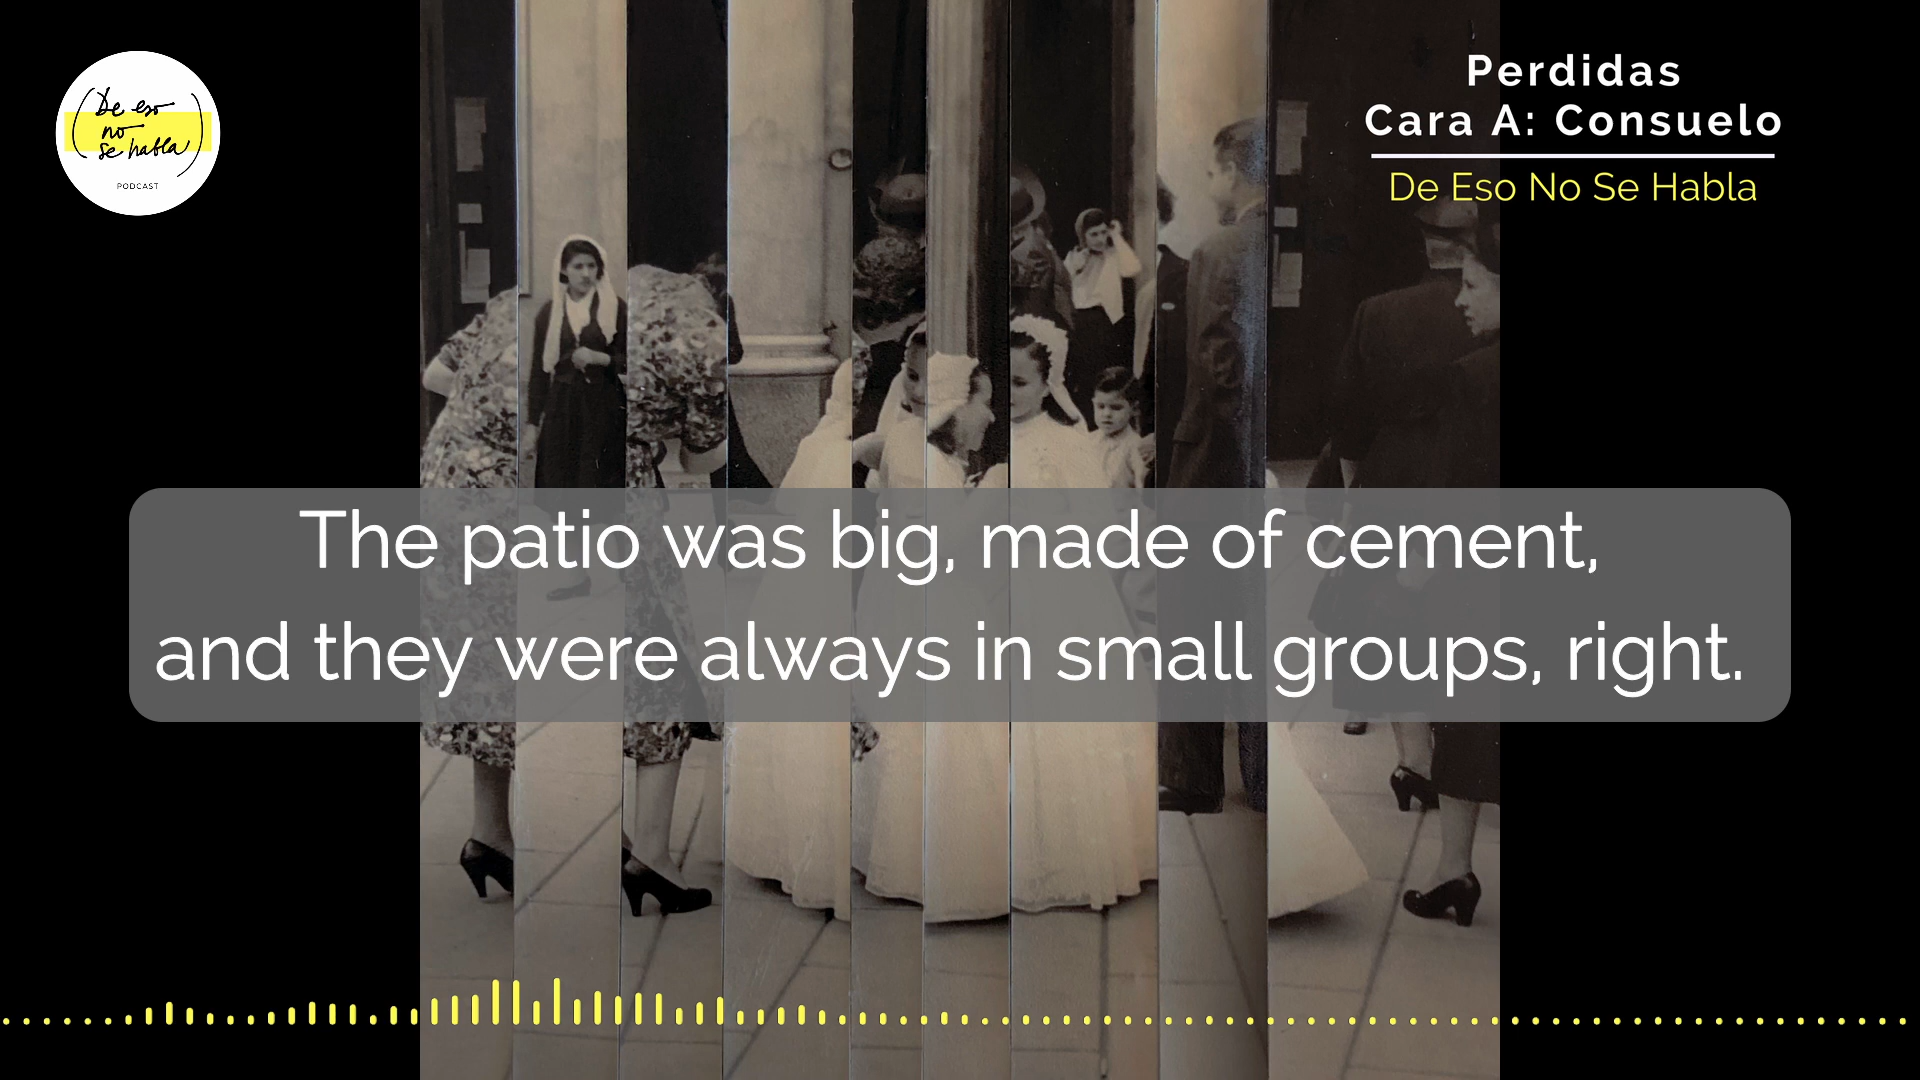 (De eso
no
se habla)
PODCAST
Perdidas
Cara A: Consuelo
De Eso No Se Habla
The patio was big, made of cement,
and they were always in small groups, right.